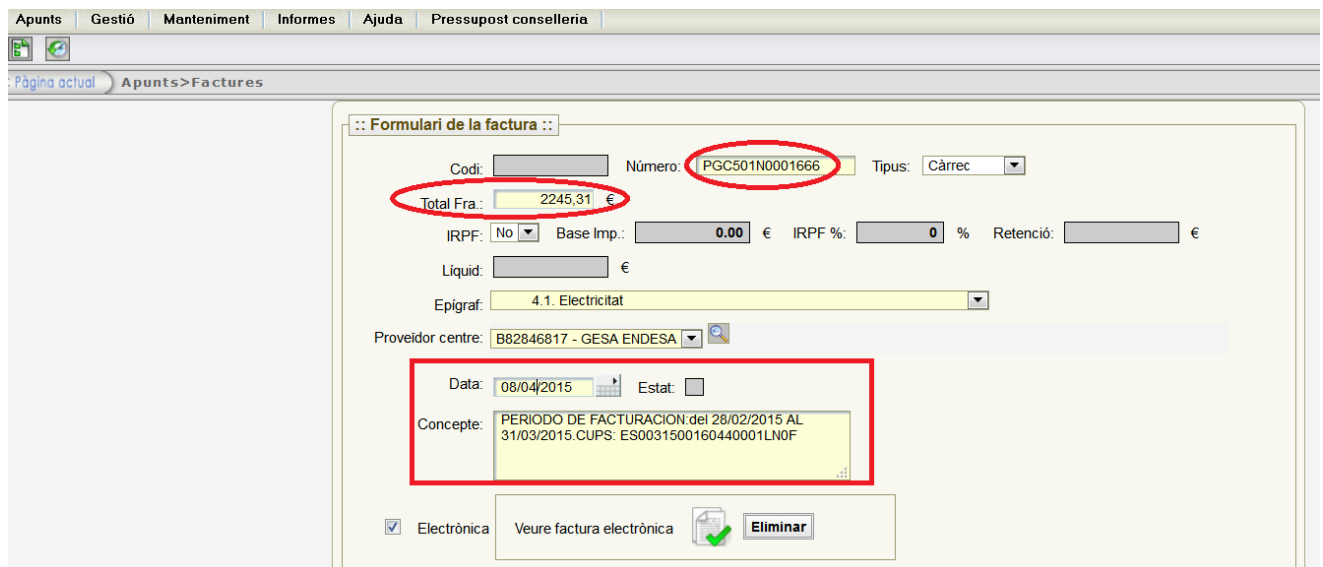 Apunts Gestió Manteniment Informes Ajuda Pressupost conselleria
: Pàgina actual Apunts>Factures
:: Formulari de la factura ::
Codi: Número: PGC501N0001666 Tipus: Càrrec
Total Fra.: 2245,31 €
IRPF: No Base Imp.: 0.00 € IRPF %: 0 % Retenció: €
Líquid: €
Epígraf: 4.1. Electricitat
Proveïdor centre: B82846817 - GESA ENDESA
Data: 08/04/2015 Estat:
Concepte: PERIODO DE FACTURACION:del 28/02/2015 AL
31/03/2015.CUPS: ES0031500160440001LN0F
Electrònica Veure factura electrònica Eliminar